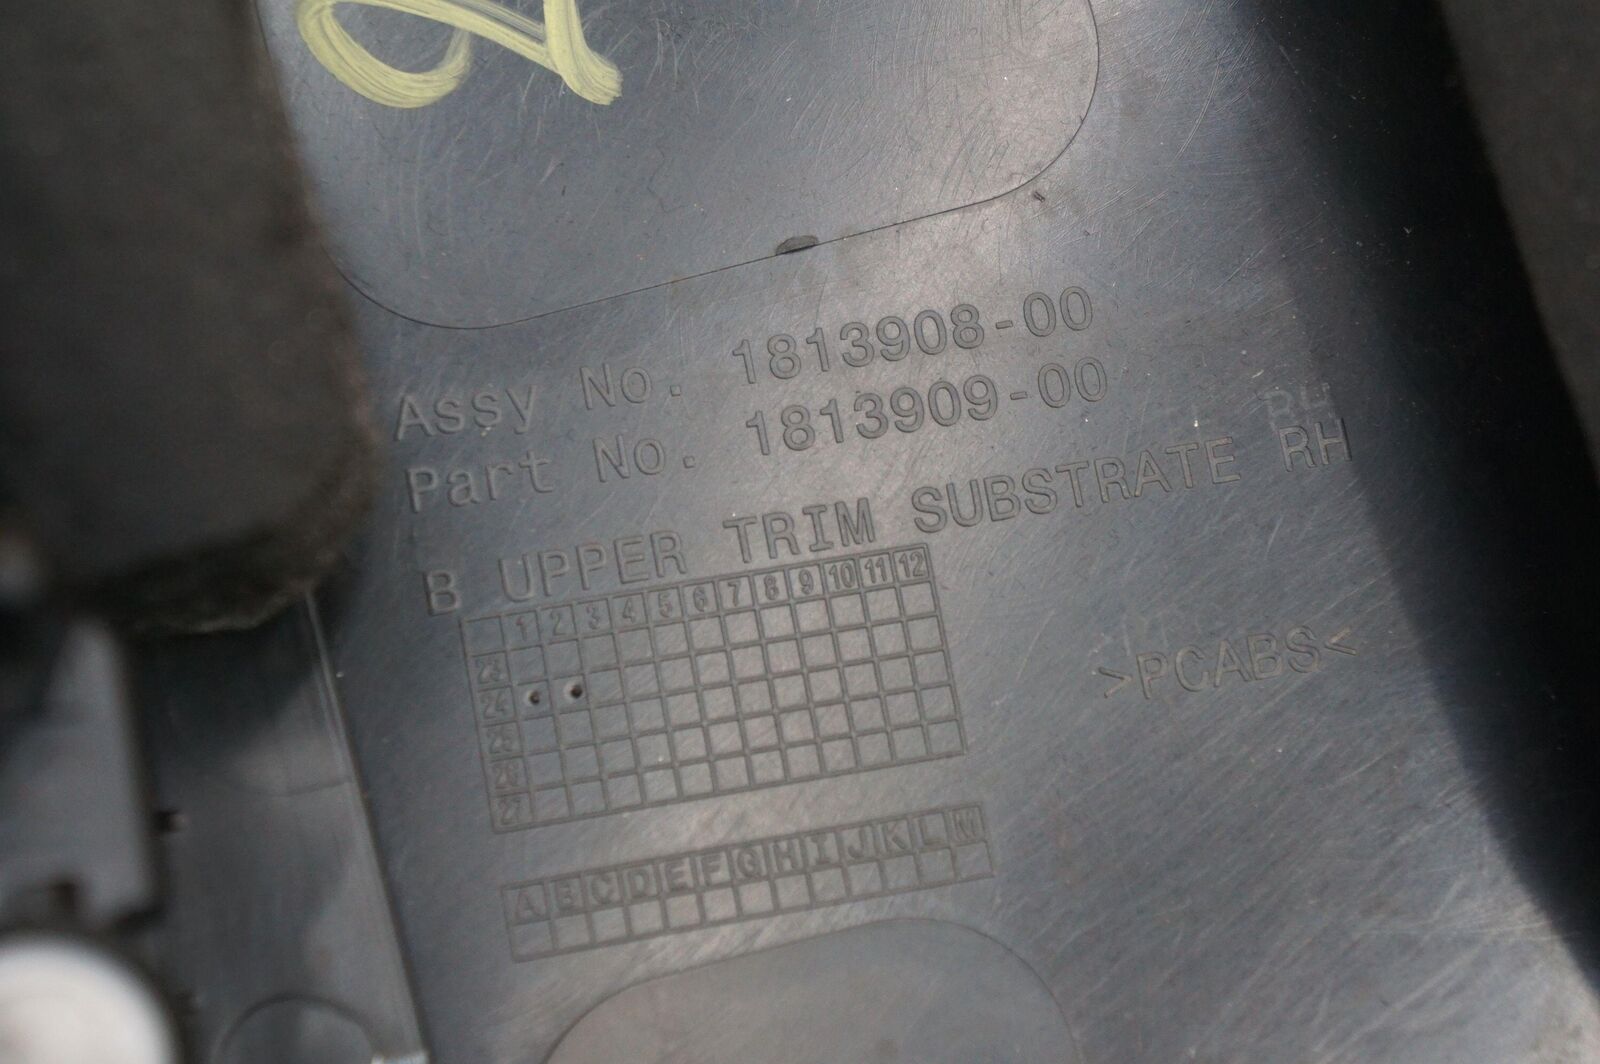 Assy No. 1813908-00
Part No. 1813909-00
B UPPER TRIM SUBSTRATE RH
1 2 3 4 5 6 7 8 9 10 11 12
23
24
25
26
27
>PCABS<
A B C D E F G H I J K L M